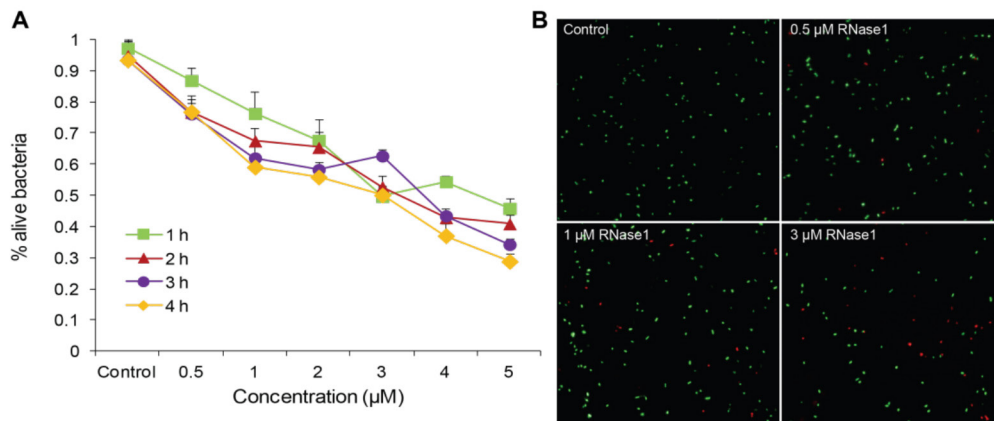 A
% alive bacteria
1
0.9
0.8
0.7
0.6
0.5
0.4
0.3
0.2
0.1
0
1 h
2 h
3 h
4 h
Control 0.5 1 2 3 4 5
Concentration (µM)
B
Control
0.5 µM RNase1
1 µM RNase1
3 µM RNase1